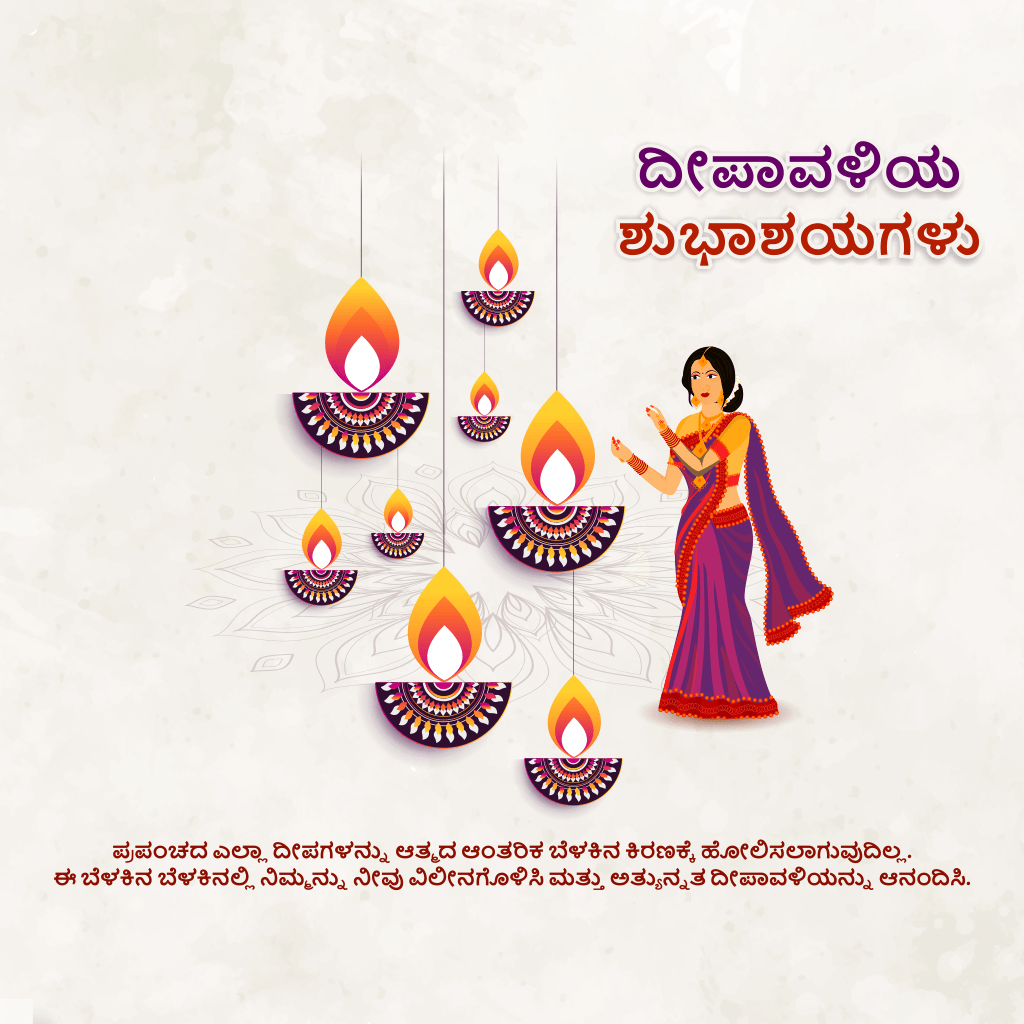 ದೀಪಾವಳಿಯ
ಶುಭಾಶಯಗಳು
ಪ್ರಪಂಚದ ಎಲ್ಲಾ ದೀಪಗಳನ್ನು ಆತ್ಮದ ಆಂತರಿಕ ಬೆಳಕಿನ ಕಿರಣಕ್ಕೆ ಹೋಲಿಸಲಾಗುವುದಿಲ್ಲ.
ಈ ಬೆಳಕಿನ ಬೆಳಕಿನಲ್ಲಿ ನಿಮ್ಮನ್ನು ನೀವು ವಿಲೀನಗೊಳಿಸಿ ಮತ್ತು ಅತ್ಯುನ್ನತ ದೀಪಾವಳಿಯನ್ನು ಆನಂದಿಸಿ.